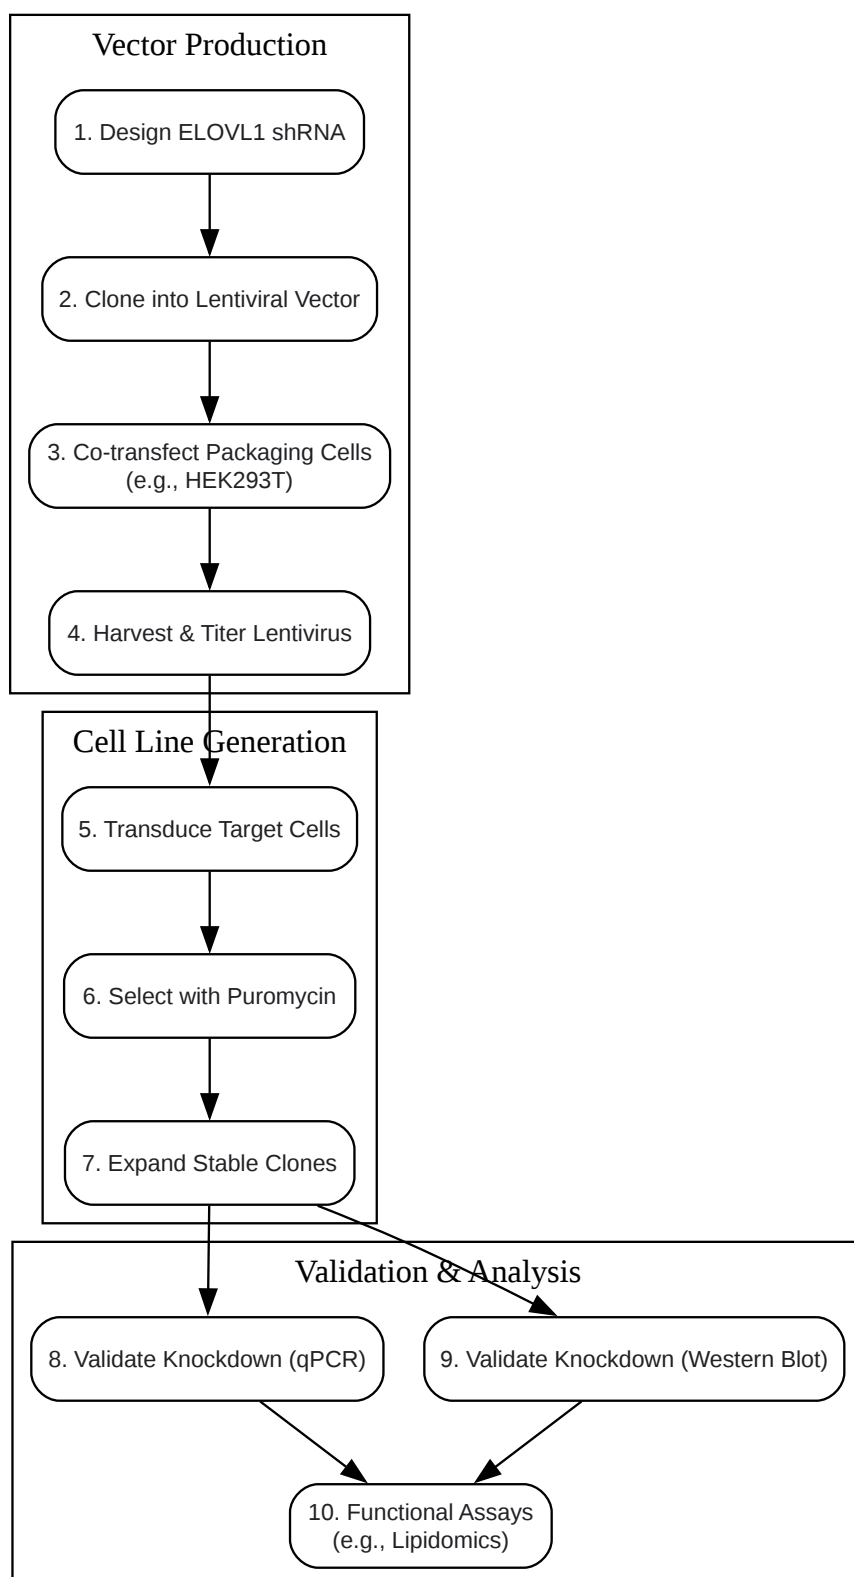 Vector Production
1. Design ELOVL1 shRNA
2. Clone into Lentiviral Vector
3. Co-transfect Packaging Cells
(e.g., HEK293T)
4. Harvest & Titer Lentivirus
Cell Line Generation
5. Transduce Target Cells
6. Select with Puromycin
7. Expand Stable Clones
Validation & Analysis
8. Validate Knockdown (qPCR)
9. Validate Knockdown (Western Blot)
10. Functional Assays
(e.g., Lipidomics)